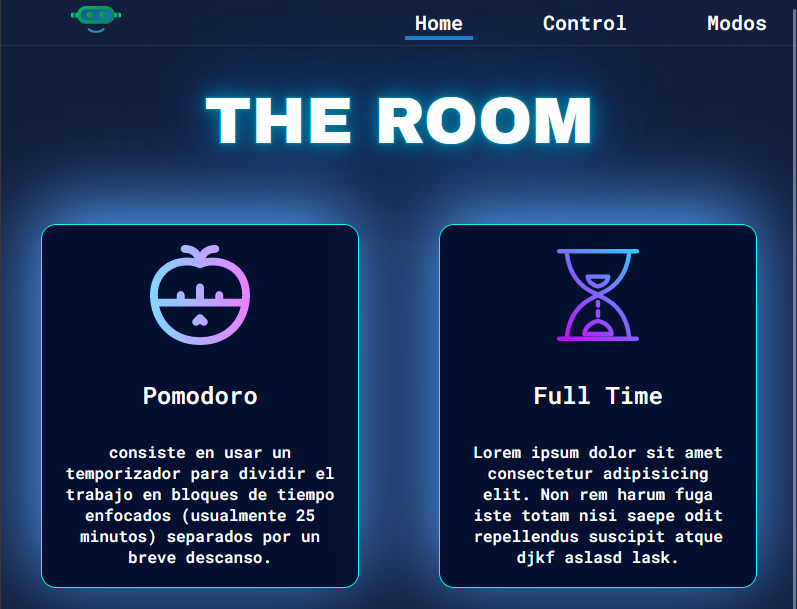 Home Control Modos
THE ROOM
Pomodoro
consiste en usar un
temporizador para dividir el
trabajo en bloques de tiempo
enfocados (usualmente 25
minutos) separados por un
breve descanso.
Full Time
Lorem ipsum dolor sit amet
consectetur adipisicing
elit. Non rem harum fuga
iste totam nisi saepe odit
repellendus suscipit atque
djkf aslasd lask.